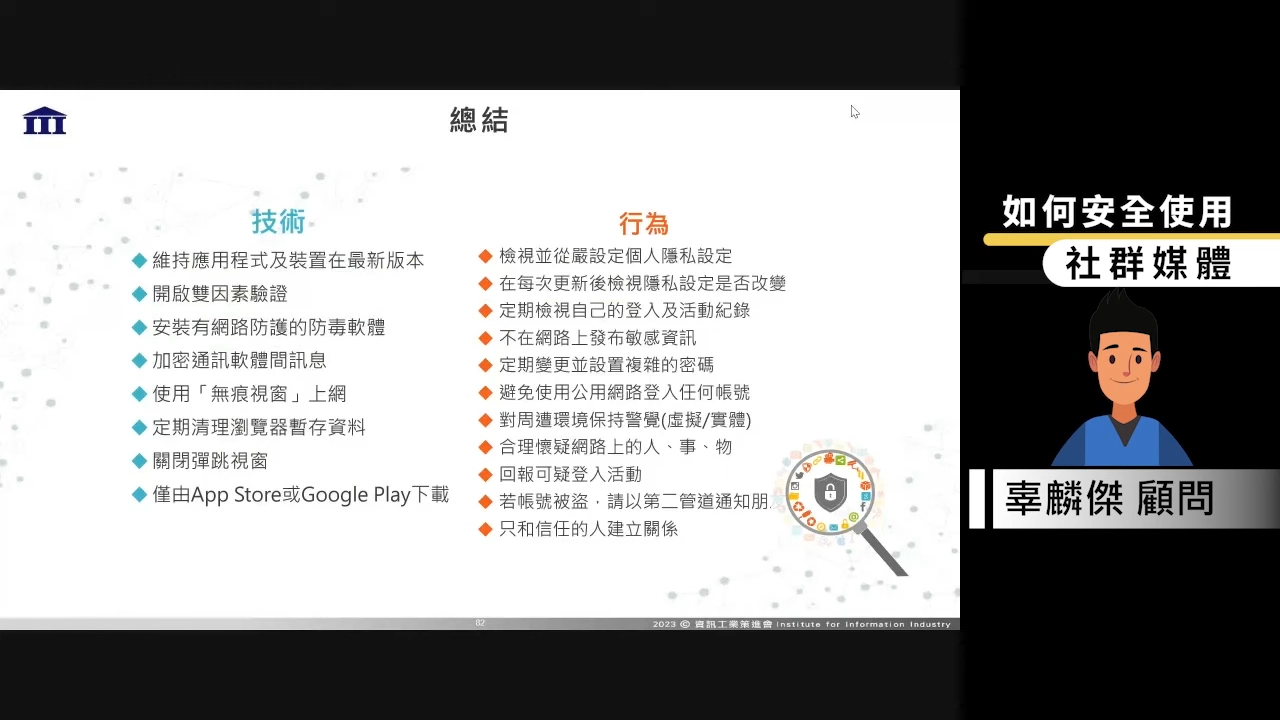 總結
技術
維持應用程式及裝置在最新版本
開啟雙因素驗證
安裝有網路防護的防毒軟體
加密通訊軟體間訊息
使用「無痕視窗」上網
定期清理瀏覽器暫存資料
關閉彈跳視窗
僅由App Store或Google Play下載
行為
檢視並從嚴設定個人隱私設定
在每次更新後檢視隱私設定是否改變
定期檢視自己的登入及活動紀錄
不在網路上發布敏感資訊
定期變更並設置複雜的密碼
避免使用公用網路登入任何帳號
對周遭環境保持警覺(虛擬/實體)
合理懷疑網路上的人、事、物
回報可疑登入活動
若帳號被盜，請以第二管道通知朋
只和信任的人建立關係
82
2023 © 資訊工業策進會 Institute for Information Industry
如何安全使用
社群媒體
辜麟傑 顧問